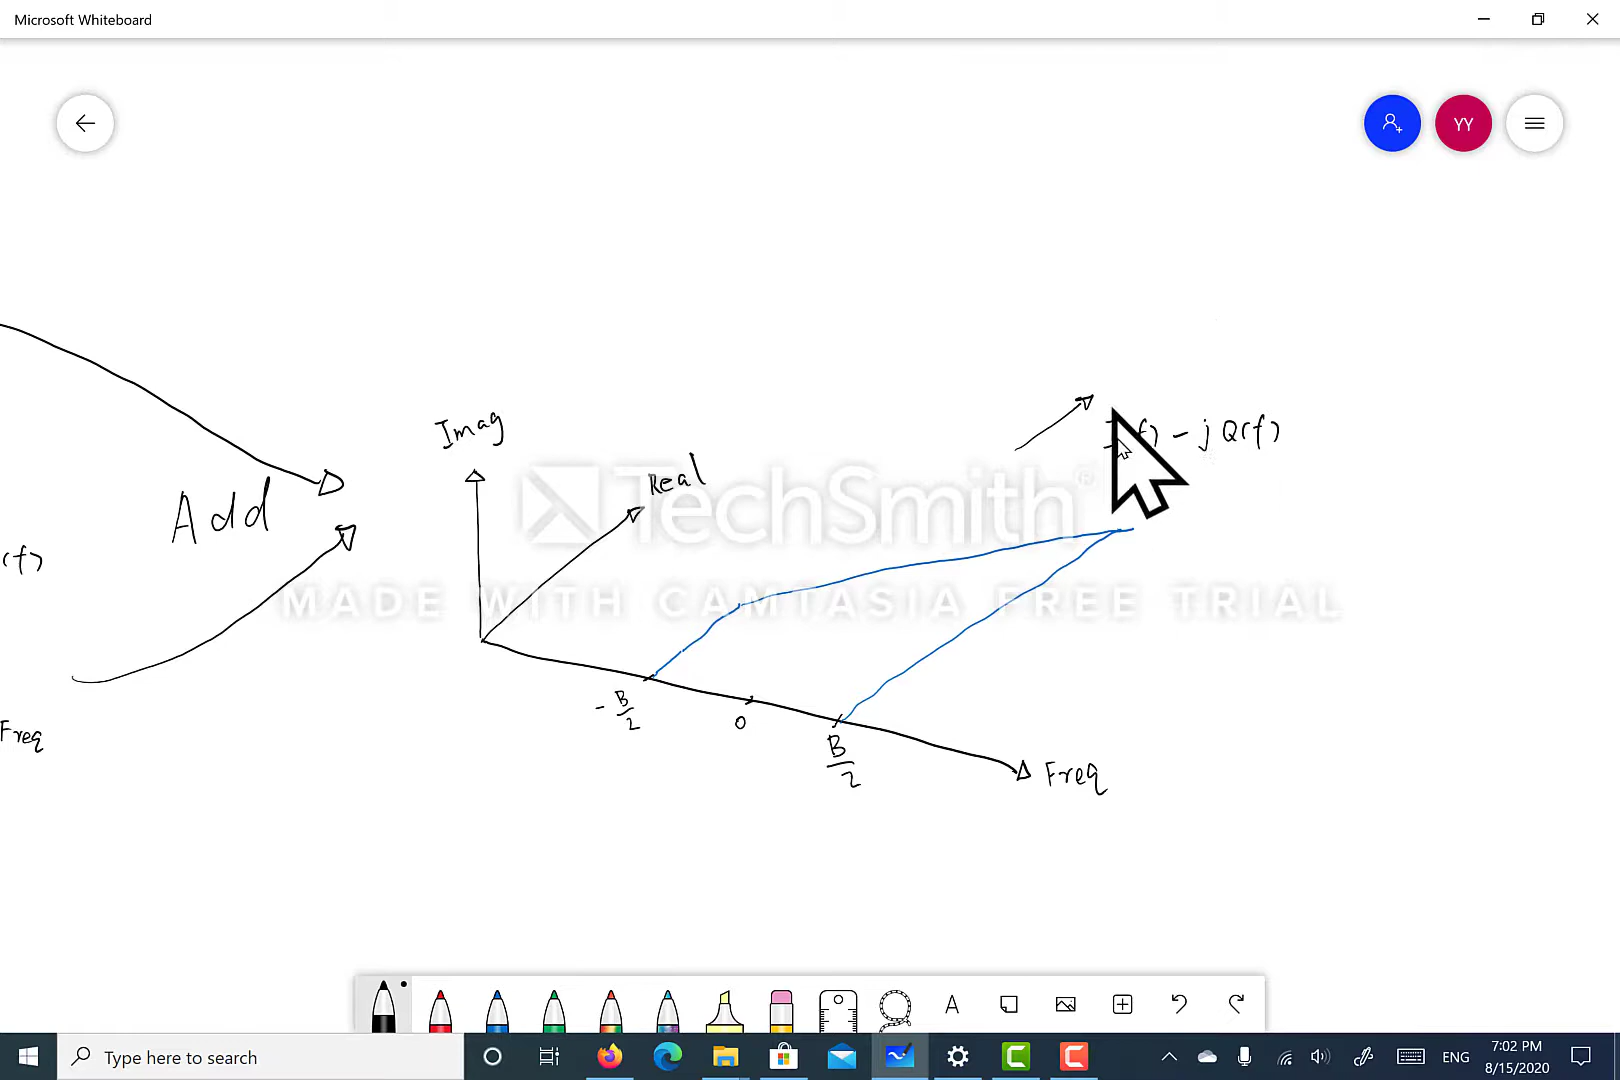 Microsoft Whiteboard
YY
Imag
Real
(f) - j Q(f)
TechSmith®
Add
(f)
MADE WITH CAMTASIA FREE TRIAL
- B/2
0
B/2
Freq
Freq
A
Type here to search
ENG
7:02 PM
8/15/2020